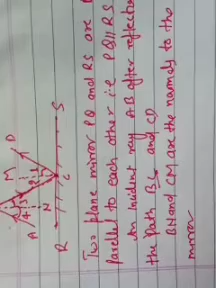 D
M
S
A
N
C
R
Two plane mirror PQ and RS are P
parallel to each other i.e PQ || RS
An incident ray AB after reflection
the path BC and CD
BN and CM are the normals to the
mirror